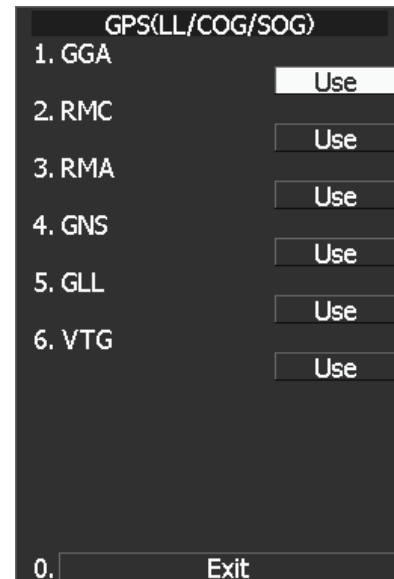 GPS(LL/COG/SOG)
1. GGA
Use
2. RMC
Use
3. RMA
Use
4. GNS
Use
5. GLL
Use
6. VTG
Use
0. Exit